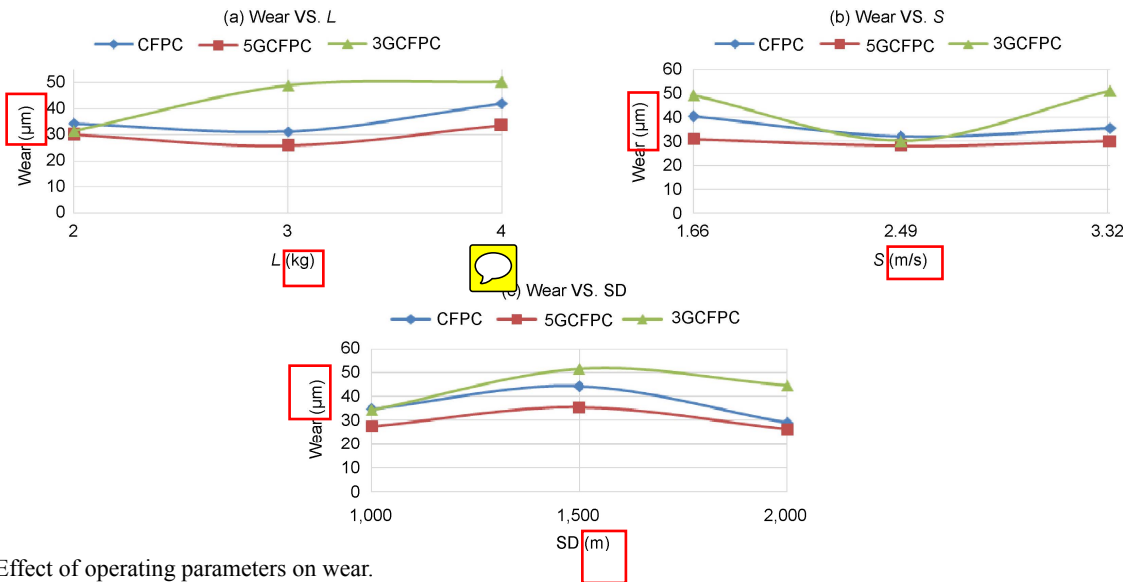 (a) Wear VS. L
CFPC 5GCFPC 3GCFPC
50
40
30
20
10
0
Wear (μm)
2 3 4
L (kg)
(b) Wear VS. S
CFPC 5GCFPC 3GCFPC
60
50
40
30
20
10
0
Wear (μm)
1.66 2.49 3.32
S (m/s)
(c) Wear VS. SD
CFPC 5GCFPC 3GCFPC
60
50
40
30
20
10
0
Wear (μm)
1,000 1,500 2,000
SD (m)
Effect of operating parameters on wear.